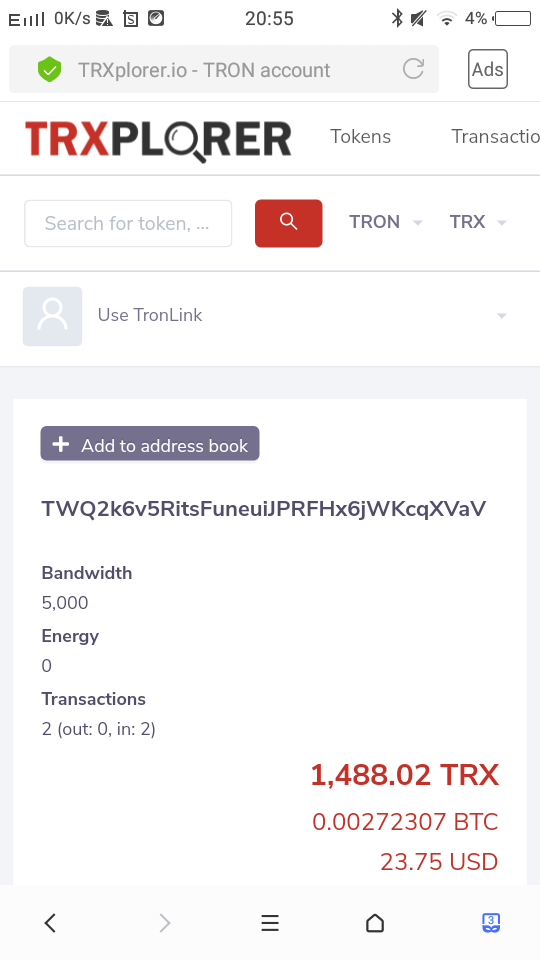 0K/s 20:55 4%
TRXplorer.io - TRON account Ads
TRXPLORER Tokens Transactio
Search for token, ... TRON TRX
Use TronLink
+ Add to address book
TWQ2k6v5RitsFuneuiJPRFHx6jWKcqXVaV
Bandwidth
5,000
Energy
0
Transactions
2 (out: 0, in: 2)
1,488.02 TRX
0.00272307 BTC
23.75 USD
3